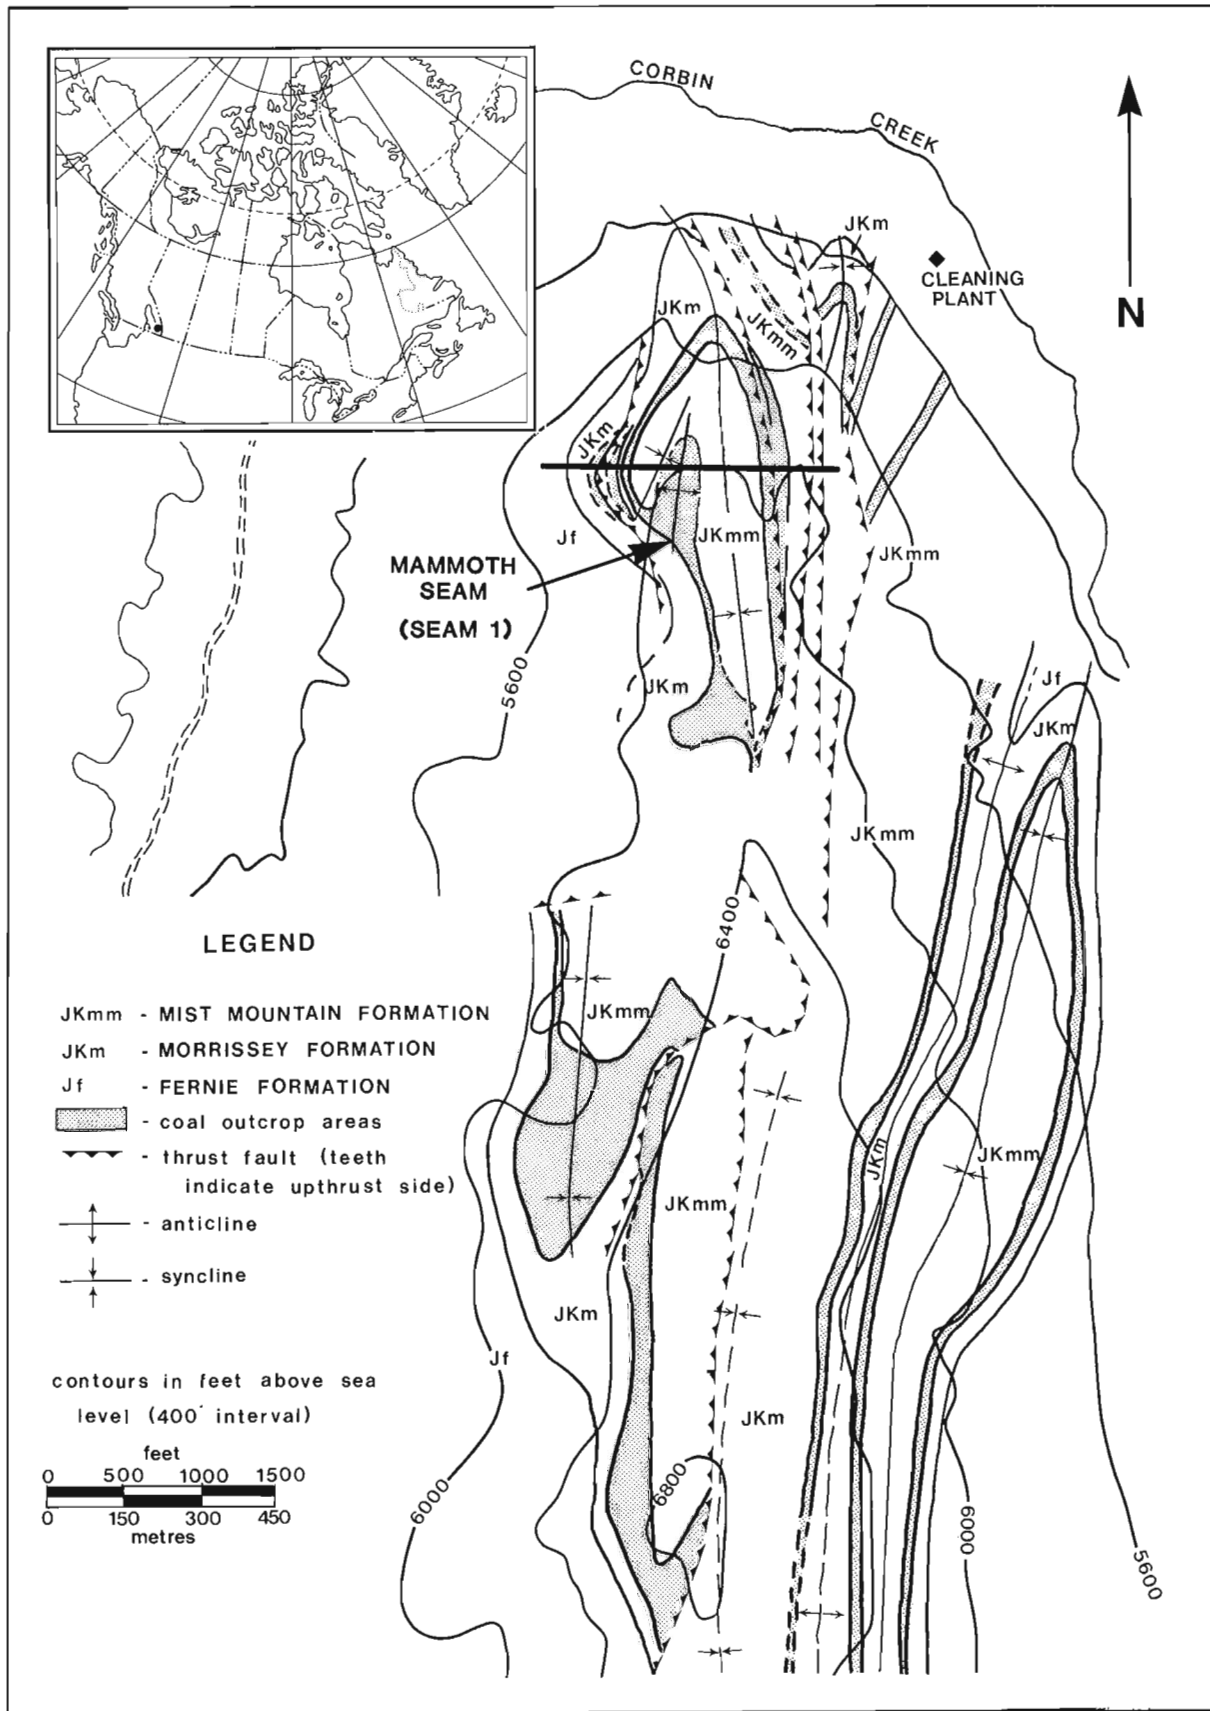 CORBIN
CREEK
JKm
CLEANING
PLANT
N
JKm
JKmm
JKm
Jf
JKmm
JKmm
MAMMOTH
SEAM
(SEAM 1)
5600
JKm
Jf
JKm
JKmm
6400
LEGEND
JKmm - MIST MOUNTAIN FORMATION
JKm - MORRISSEY FORMATION
Jf - FERNIE FORMATION
- coal outcrop areas
- thrust fault (teeth
indicate upthrust side)
- anticline
- syncline
JKmm
JKm
JKmm
JKmm
JKm
Jf
JKm
contours in feet above sea
level (400' interval)
feet
0 500 1000 1500
0 150 300 450
metres
6800
6000
6000
5600